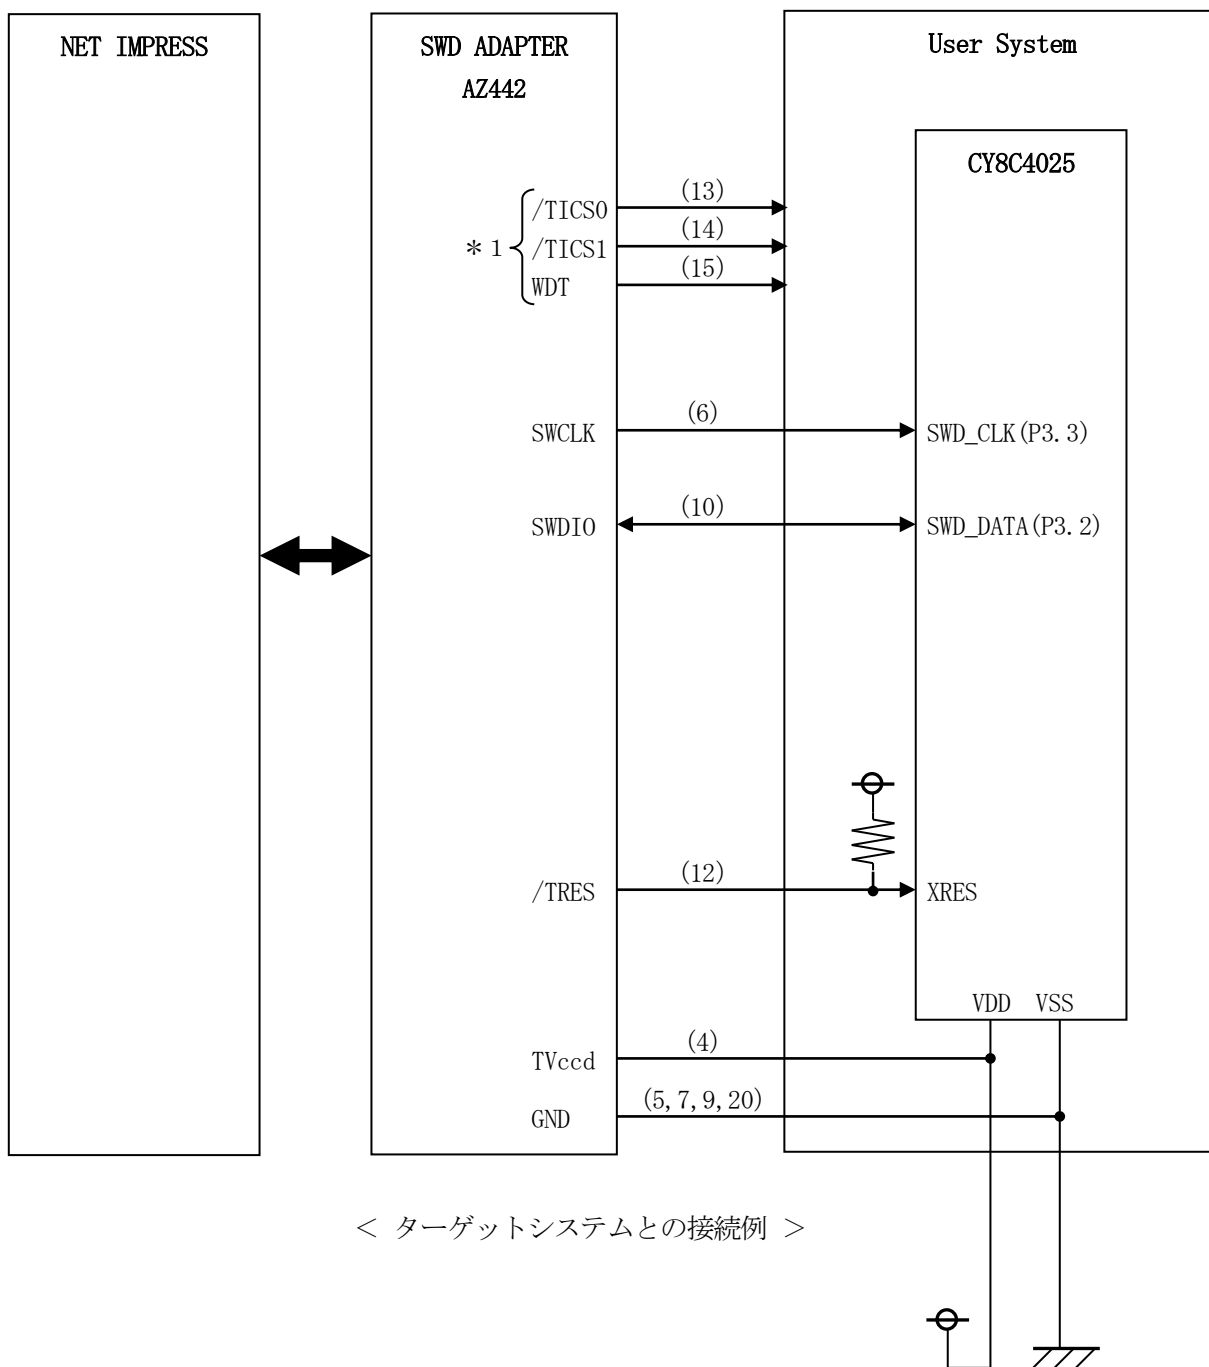 NET IMPRESS
SWD ADAPTER
AZ442
User System
CY8C4025
*1
/TICS0
(13)
/TICS1
(14)
WDT
(15)
SWCLK
(6)
SWD_CLK(P3.3)
SWDIO
(10)
SWD_DATA(P3.2)
/TRES
(12)
XRES
VDD VSS
TVccd
(4)
GND
(5,7,9,20)
< ターゲットシステムとの接続例 >